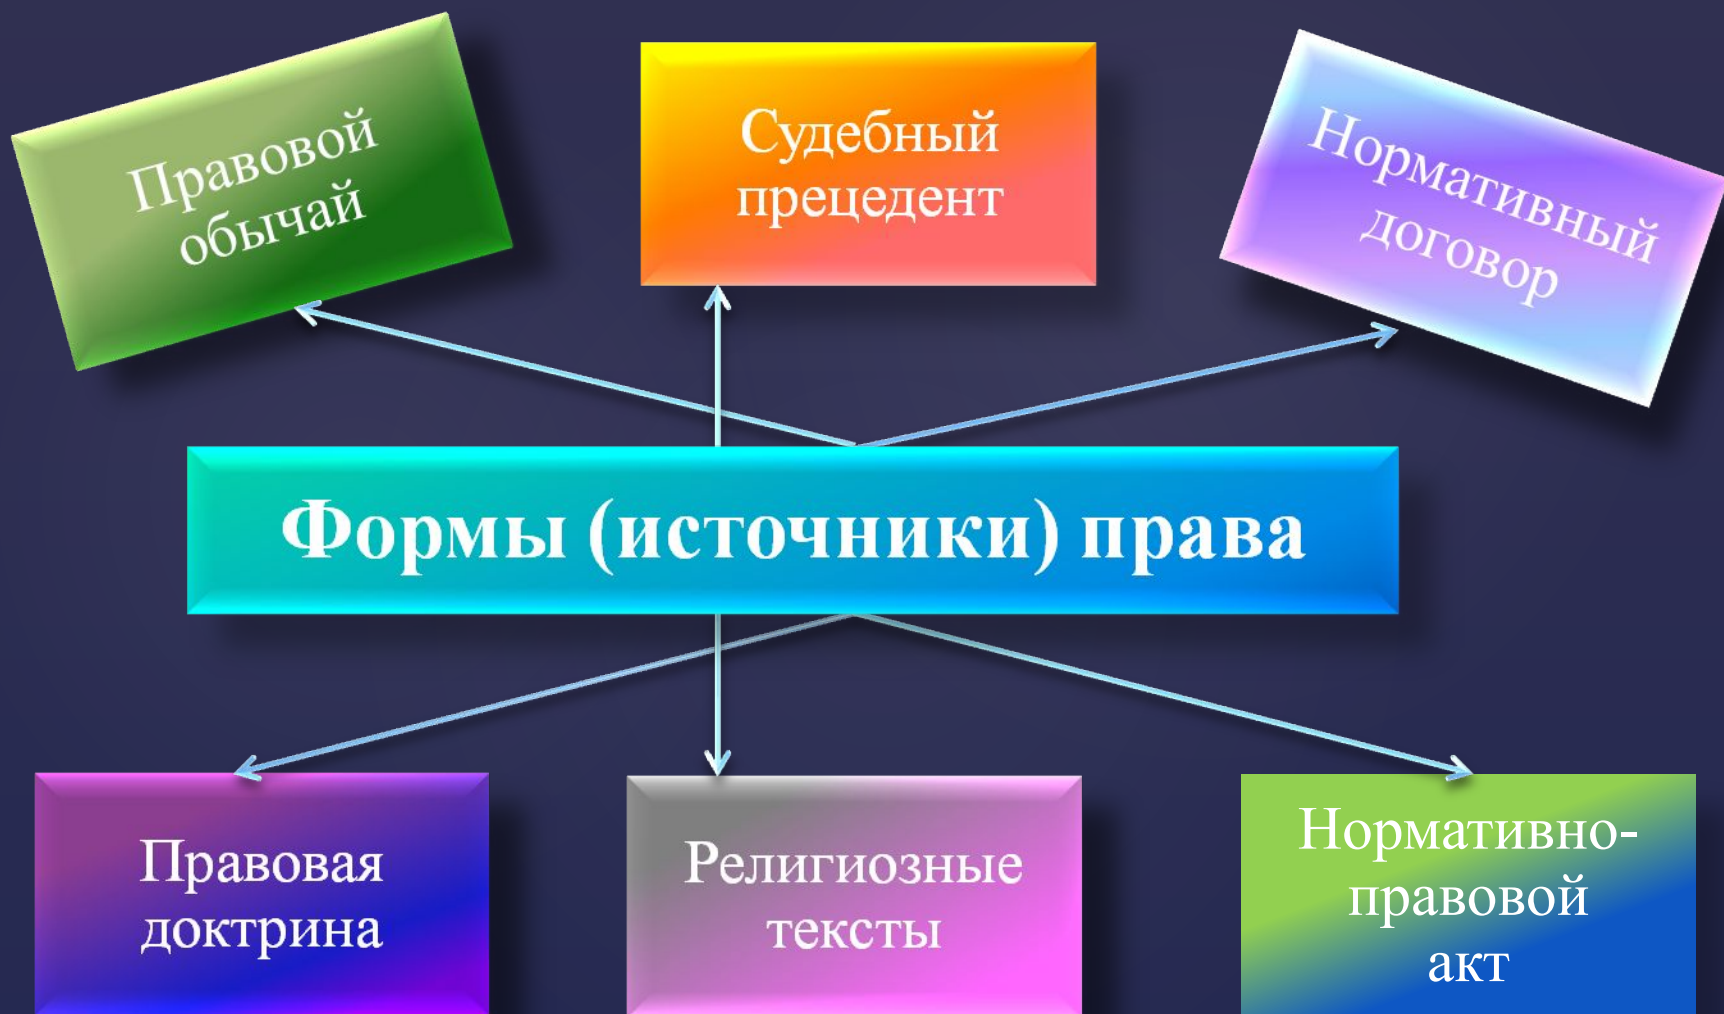 Правовой
обычай
Судебный
прецедент
Нормативный
договор
Формы (источники) права
Правовая
доктрина
Религиозные
тексты
Нормативно-
правовой
акт